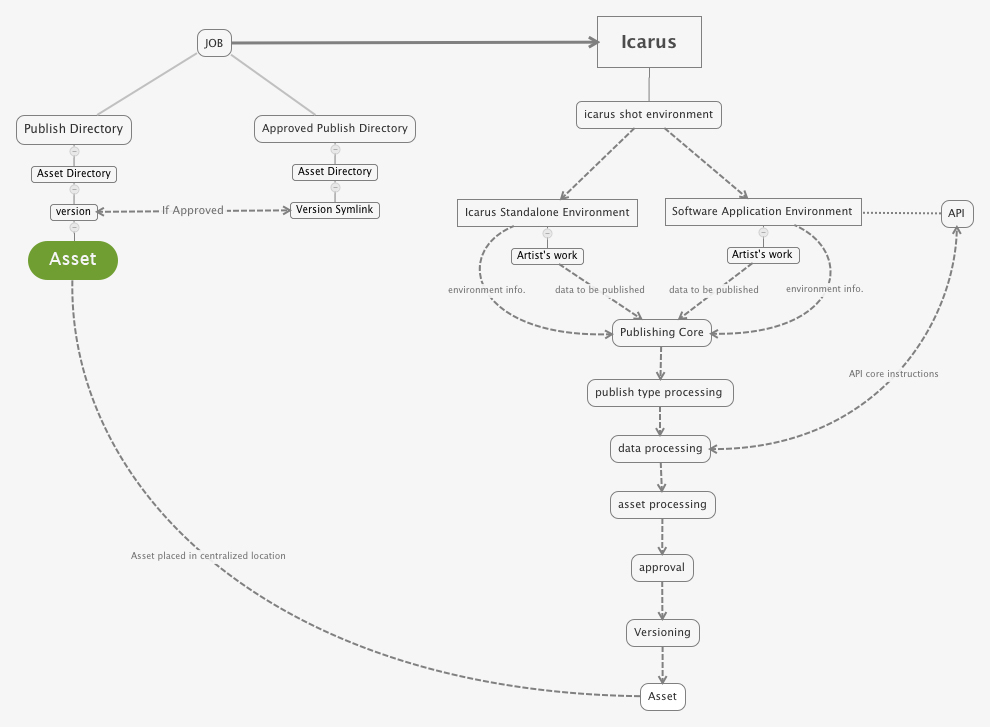 JOB
Icarus
icarus shot environment
Publish Directory
Approved Publish Directory
Asset Directory
Asset Directory
version
If Approved
Version Symlink
Icarus Standalone Environment
Software Application Environment
API
Asset
Artist's work
Artist's work
environment info.
data to be published
data to be published
environment info.
Publishing Core
API core instructions
publish type processing
data processing
asset processing
Asset placed in centralized location
approval
Versioning
Asset